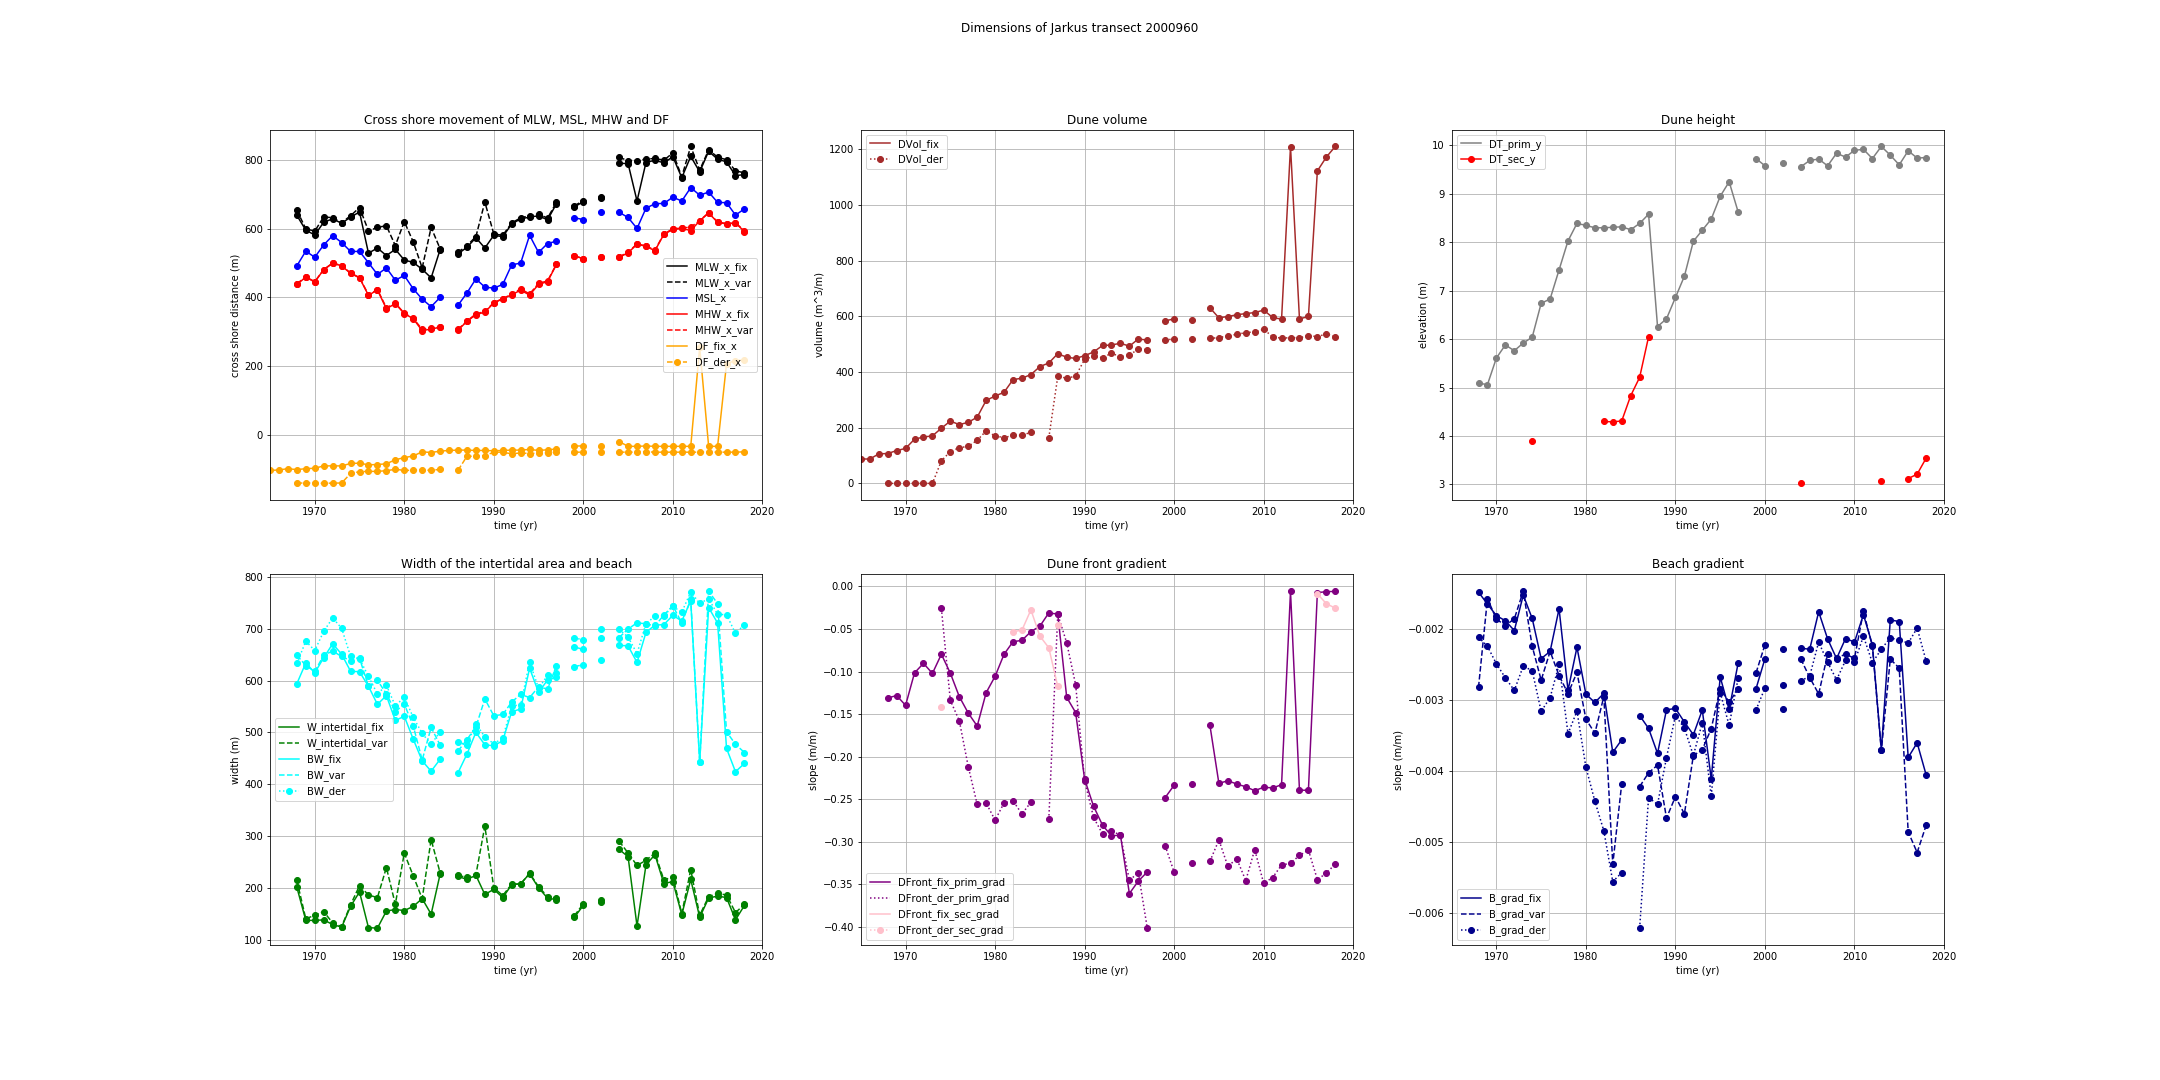 Dimensions of Jarkus transect 2000960
Cross shore movement of MLW, MSL, MHW and DF
cross shore distance (m)
800
600
400
200
0
MLW_x_fix
MLW_x_var
MSL_x
MHW_x_fix
MHW_x_var
DF_fix_x
DF_der_x
1970 1980 1990 2000 2010 2020
time (yr)
Dune volume
volume (m^3/m)
1200
1000
800
600
400
200
0
DVol_fix
DVol_der
1970 1980 1990 2000 2010 2020
time (yr)
Dune height
elevation (m)
10
9
8
7
6
5
4
3
DT_prim_y
DT_sec_y
1970 1980 1990 2000 2010 2020
time (yr)
Width of the intertidal area and beach
width (m)
800
700
600
500
400
300
200
100
W_intertidal_fix
W_intertidal_var
BW_fix
BW_var
BW_der
1970 1980 1990 2000 2010 2020
time (yr)
Dune front gradient
slope (m/m)
0.00
−0.05
−0.10
−0.15
−0.20
−0.25
−0.30
−0.35
−0.40
DFront_fix_prim_grad
DFront_der_prim_grad
DFront_fix_sec_grad
DFront_der_sec_grad
1970 1980 1990 2000 2010 2020
time (yr)
Beach gradient
slope (m/m)
−0.002
−0.003
−0.004
−0.005
−0.006
B_grad_fix
B_grad_var
B_grad_der
1970 1980 1990 2000 2010 2020
time (yr)